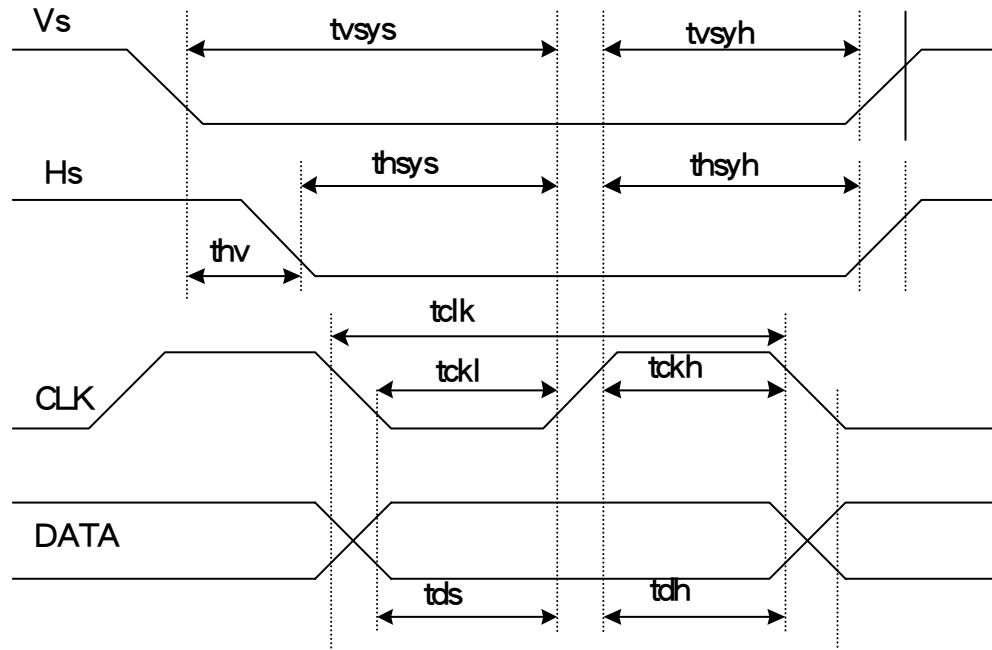 Vs
tvsys
tvsyh
Hs
thsys
thsyh
thv
tclk
tckl
tckh
CLK
DATA
tds
tdh